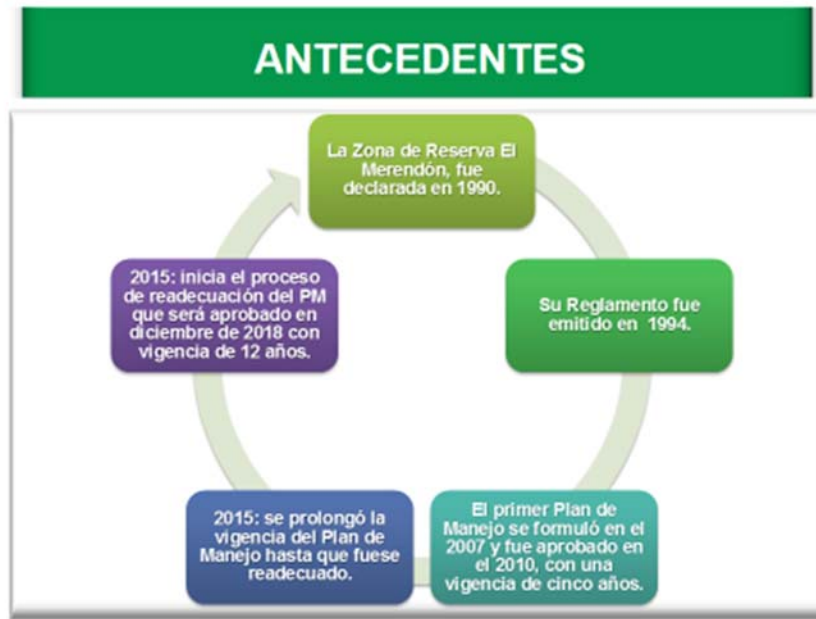 ANTECEDENTES
La Zona de Reserva El
Merendón, fue
declarada en 1990.
Su Reglamento fue
emitido en 1994.
El primer Plan de
Manejo se formuló en el
2007 y fue aprobado en
el 2010, con una
vigencia de cinco años.
2015: se prolongó la
vigencia del Plan de
Manejo hasta que fuese
readecuado.
2015: inicia el proceso
de readecuación del PM
que será aprobado en
diciembre de 2018 con
vigencia de 12 años.